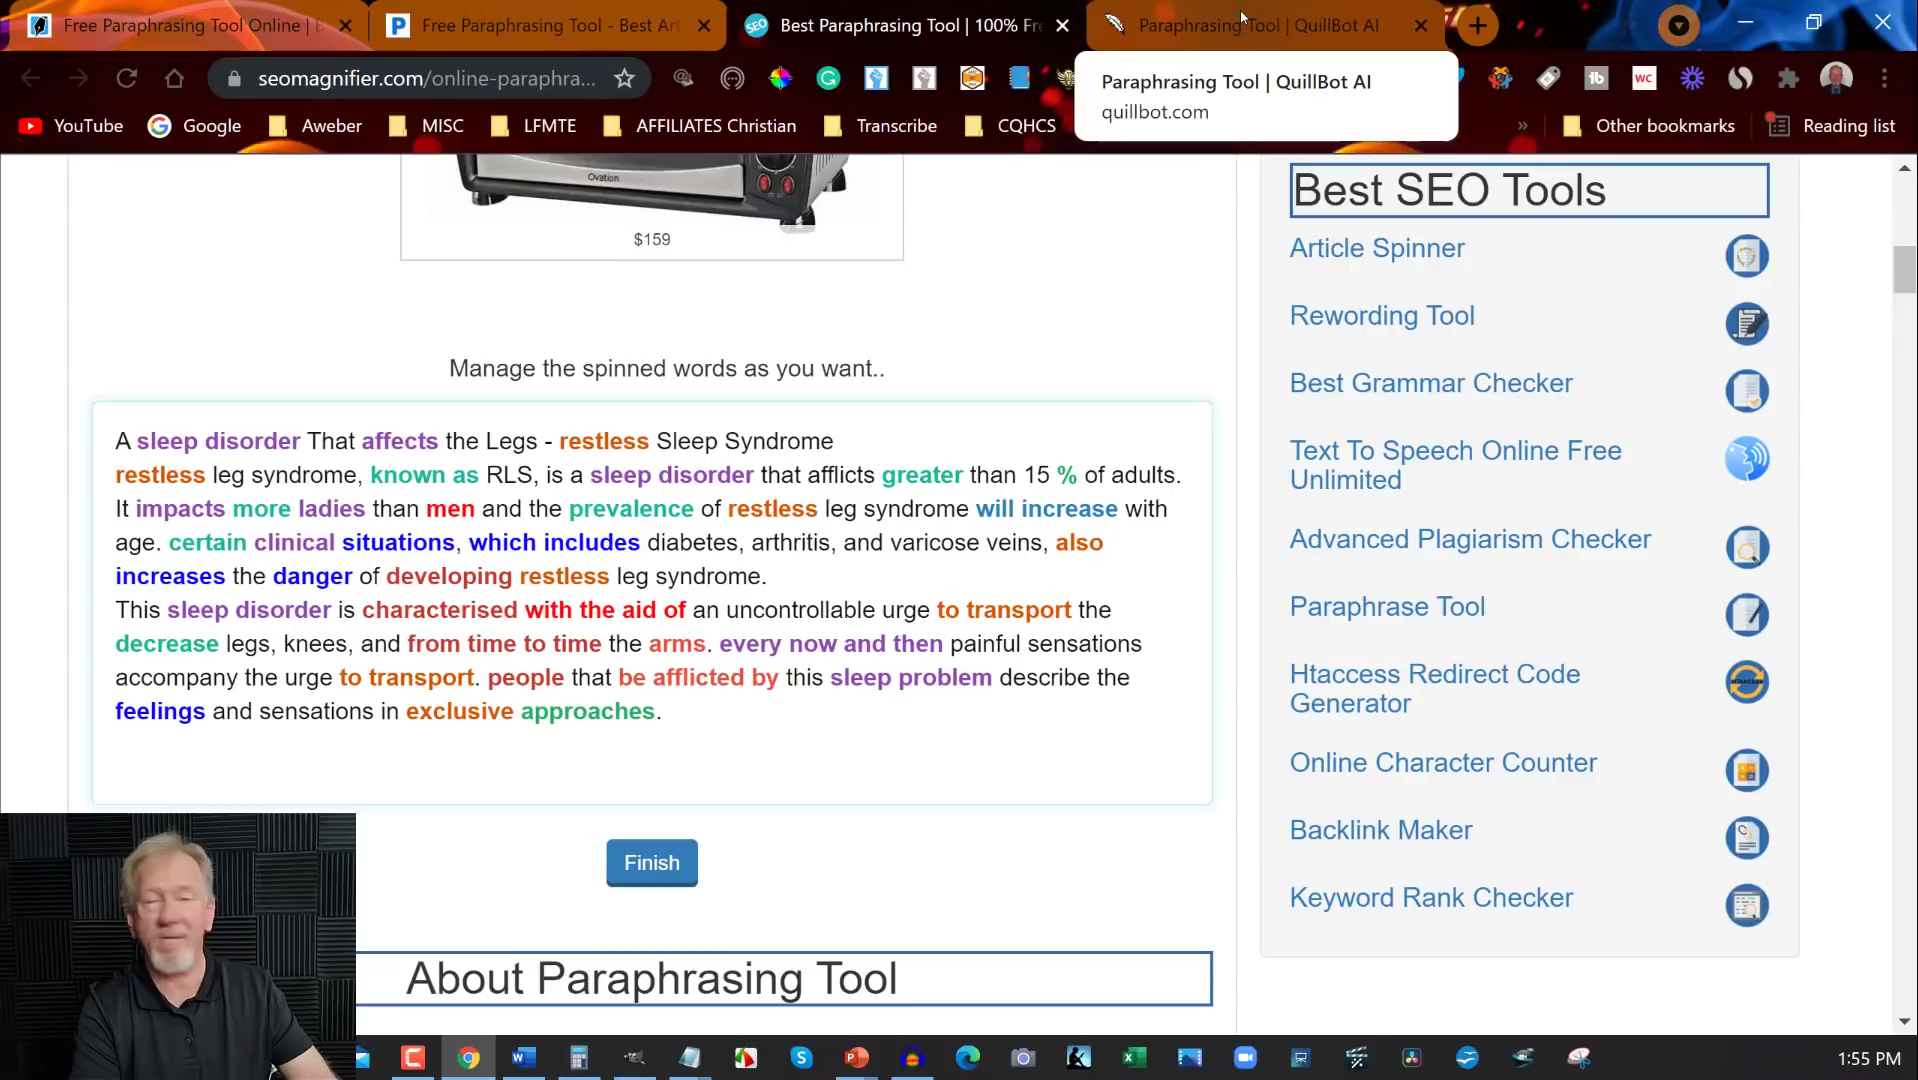 Free Paraphrasing Tool Online | E
Free Paraphrasing Tool - Best Art
Best Paraphrasing Tool | 100% Fre
Paraphrasing Tool | QuillBot AI
seomagnifier.com/online-paraphra...
Paraphrasing Tool | QuillBot AI
quillbot.com
YouTube
Google
Aweber
MISC
LFMTE
AFFILIATES Christian
Transcribe
CQHCS
»
Other bookmarks
Reading list
Ovation
$159
Manage the spinned words as you want..
A sleep disorder That affects the Legs - restless Sleep Syndrome
restless leg syndrome, known as RLS, is a sleep disorder that afflicts greater than 15 % of adults.
It impacts more ladies than men and the prevalence of restless leg syndrome will increase with
age. certain clinical situations, which includes diabetes, arthritis, and varicose veins, also
increases the danger of developing restless leg syndrome.
This sleep disorder is characterised with the aid of an uncontrollable urge to transport the
decrease legs, knees, and from time to time the arms. every now and then painful sensations
accompany the urge to transport. people that be afflicted by this sleep problem describe the
feelings and sensations in exclusive approaches.
Finish
About Paraphrasing Tool
Best SEO Tools
Article Spinner
Rewording Tool
Best Grammar Checker
Text To Speech Online Free
Unlimited
Advanced Plagiarism Checker
Paraphrase Tool
Htaccess Redirect Code
Generator
Online Character Counter
Backlink Maker
Keyword Rank Checker
1:55 PM